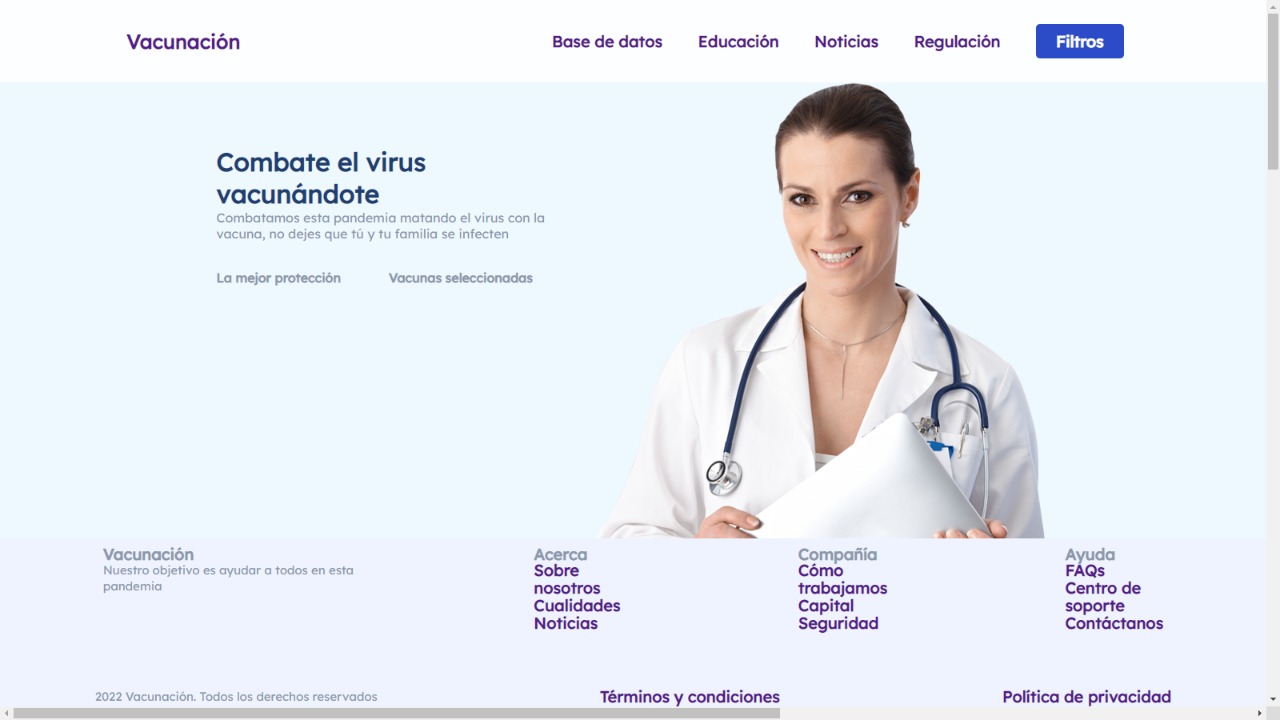 Vacunación
Base de datos
Educación
Noticias
Regulación
Filtros
Combate el virus
vacunándote
Combatamos esta pandemia matando el virus con la
vacuna, no dejes que tú y tu familia se infecten
La mejor protección
Vacunas seleccionadas
Vacunación
Nuestro objetivo es ayudar a todos en esta
pandemia
Acerca
Sobre
nosotros
Cualidades
Noticias
Compañía
Cómo
trabajamos
Capital
Seguridad
Ayuda
FAQs
Centro de
soporte
Contáctanos
2022 Vacunación. Todos los derechos reservados
Términos y condiciones
Política de privacidad